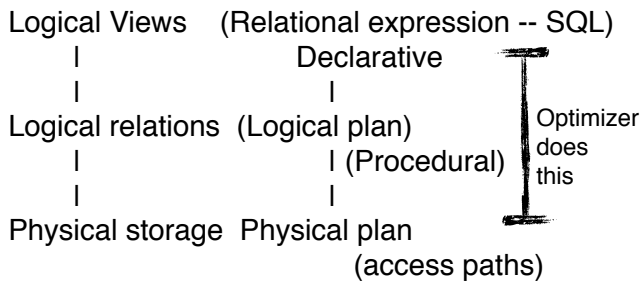 Logical Views (Relational expression -- SQL)
| Declarative
| |
Logical relations (Logical plan)
| | (Procedural)
| |
Physical storage Physical plan
(access paths)
Optimizer
does
this